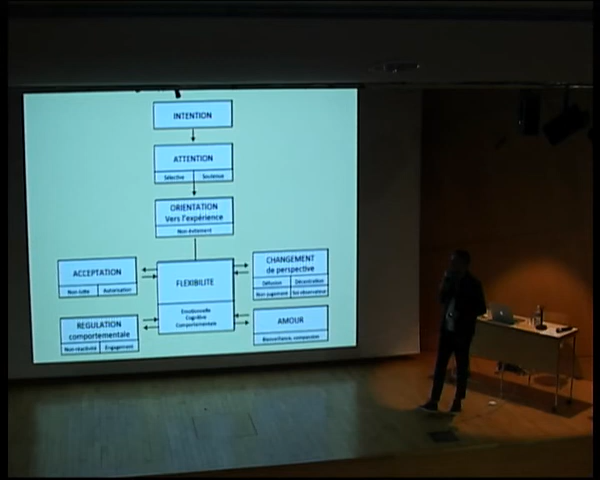 INTENTION
ATTENTION
Sélective Soutenue
ORIENTATION
Vers l'expérience
Non-évitement
ACCEPTATION
Non-lutte Autorisation
FLEXIBILITE
Emotionnelle
Cognitive
Comportementale
CHANGEMENT
de perspective
Défusion Décentration
Non-jugement Soi observateur
REGULATION
comportementale
Non-réactivité Engagement
AMOUR
Bienveillance, compassion